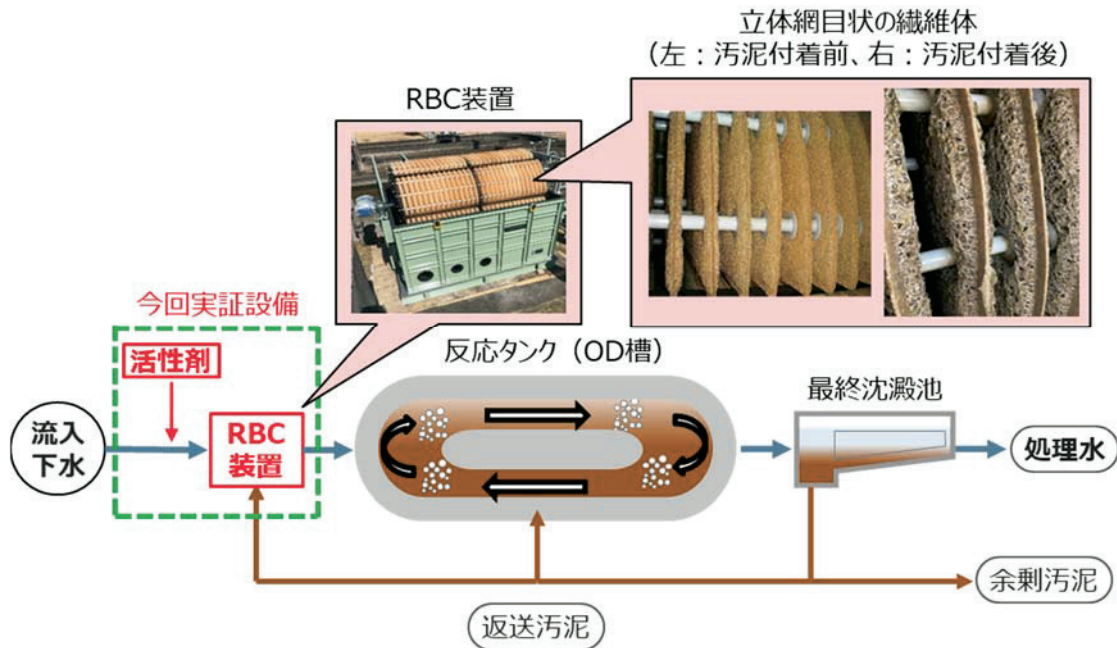 立体網目状の繊維体
（左：汚泥付着前、右：汚泥付着後）
RBC装置
今回実証設備
活性剤
流入
下水
RBC
装置
反応タンク（OD槽）
最終沈澱池
処理水
余剰汚泥
返送汚泥